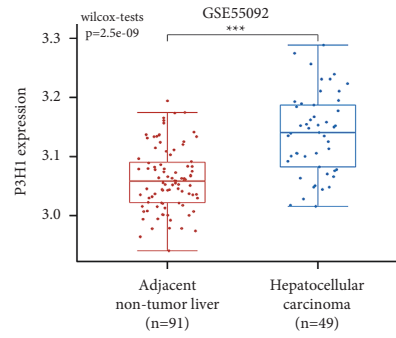 GSE55092
wilcox-tests
p=2.5e-09
***
3.3
3.2
3.1
3.0
P3H1 expression
Adjacent
non-tumor liver
(n=91)
Hepatocellular
carcinoma
(n=49)